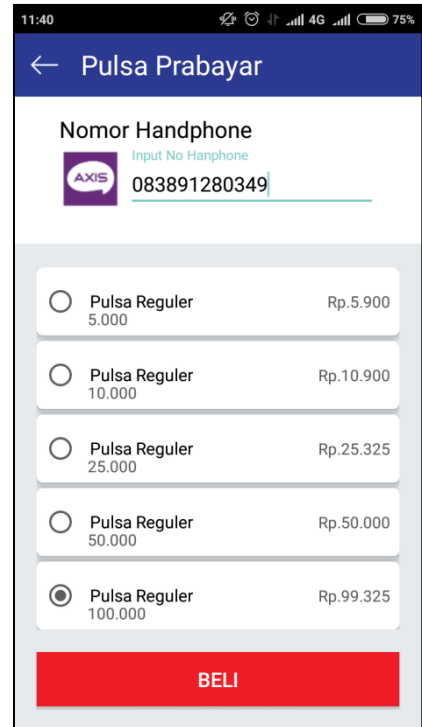 11:40 4G 75%
Pulsa Prabayar
Nomor Handphone
Input No Hanphone
AXIS
083891280349
Pulsa Reguler Rp.5.900
5.000
Pulsa Reguler Rp.10.900
10.000
Pulsa Reguler Rp.25.325
25.000
Pulsa Reguler Rp.50.000
50.000
Pulsa Reguler Rp.99.325
100.000
BELI